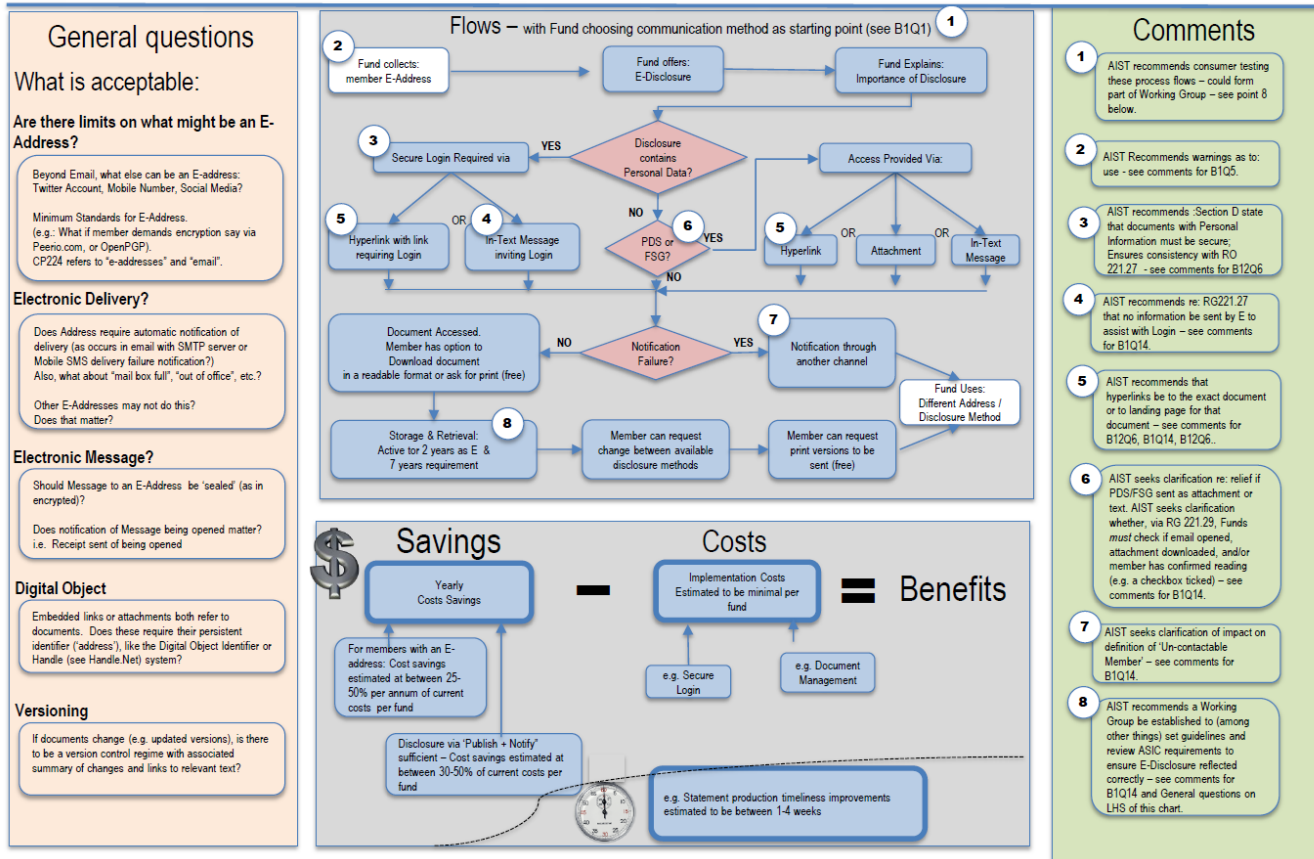 General questions
What is acceptable:
Are there limits on what might be an E-
Address?
Beyond Email, what else can be an E-address:
Twitter Account, Mobile Number, Social Media?
Minimum Standards for E-Address.
(e.g.: What if member demands encryption say via
Peerio.com, or OpenPGP).
CP224 refers to “e-addresses” and “email”.
Electronic Delivery?
Does Address require automatic notification of
delivery (as occurs in email with SMTP server or
Mobile SMS delivery failure notification?)
Also, what about “mail box full”, “out of office”, etc.?
Other E-Addresses may not do this?
Does that matter?
Electronic Message?
Should Message to an E-Address be ‘sealed’ (as in
encrypted)?
Does notification of Message being opened matter?
i.e. Receipt sent of being opened
Digital Object
Embedded links or attachments both refer to
documents. Does these require their persistent
identifier (‘address’), like the Digital Object Identifier or
Handle (see Handle.Net) system?
Versioning
If documents change (e.g. updated versions), is there
to be a version control regime with associated
summary of changes and links to relevant text?
Flows – with Fund choosing communication method as starting point (see B1Q1)
1
2
Fund collects:
member E-Address
Fund offers:
E-Disclosure
Fund Explains:
Importance of Disclosure
3
Secure Login Required via
YES
Disclosure
contains
Personal Data?
Access Provided Via:
NO
5
Hyperlink with link
requiring Login
OR
4
In-Text Message
inviting Login
6
PDS or
FSG?
YES
5
Hyperlink
OR
Attachment
OR
In-Text
Message
NO
Document Accessed.
Member has option to
Download document
in a readable format or ask for print (free)
NO
Notification
Failure?
YES
7
Notification through
another channel
Fund Uses:
Different Address /
Disclosure Method
8
Storage & Retrieval:
Active tor 2 years as E &
7 years requirement
Member can request
change between available
disclosure methods
Member can request
print versions to be
sent (free)
$
Savings
Costs
Yearly
Costs Savings
–
Implementation Costs
Estimated to be minimal per
fund
=
Benefits
For members with an E-
address: Cost savings
estimated at between 25-
50% per annum of current
costs per fund
e.g. Secure
Login
e.g. Document
Management
Disclosure via ‘Publish + Notify”
sufficient – Cost savings estimated at
between 30-50% of current costs per
fund
e.g. Statement production timeliness improvements
estimated to be between 1-4 weeks
Comments
1
AIST recommends consumer testing
these process flows – could form
part of Working Group – see point 8
below.
2
AIST Recommends warnings as to:
use - see comments for B1Q5.
3
AIST recommends :Section D state
that documents with Personal
Information must be secure;
Ensures consistency with RO
221.27 - see comments for B12Q6
4
AIST recommends re: RG221.27
that no information be sent by E to
assist with Login – see comments
for B1Q14.
5
AIST recommends that
hyperlinks be to the exact document
or to landing page for that
document – see comments for
B12Q6, B1Q14, B12Q6..
6
AIST seeks clarification re: relief if
PDS/FSG sent as attachment or
text. AIST seeks clarification
whether, via RG 221.29, Funds
must check if email opened,
attachment downloaded, and/or
member has confirmed reading
(e.g. a checkbox ticked) – see
comments for B1Q14.
7
AIST seeks clarification of impact on
definition of ‘Un-contactable
Member’ – see comments for
B1Q14.
8
AIST recommends a Working
Group be established to (among
other things) set guidelines and
review ASIC requirements to
ensure E-Disclosure reflected
correctly – see comments for
B1Q14 and General questions on
LHS of this chart.